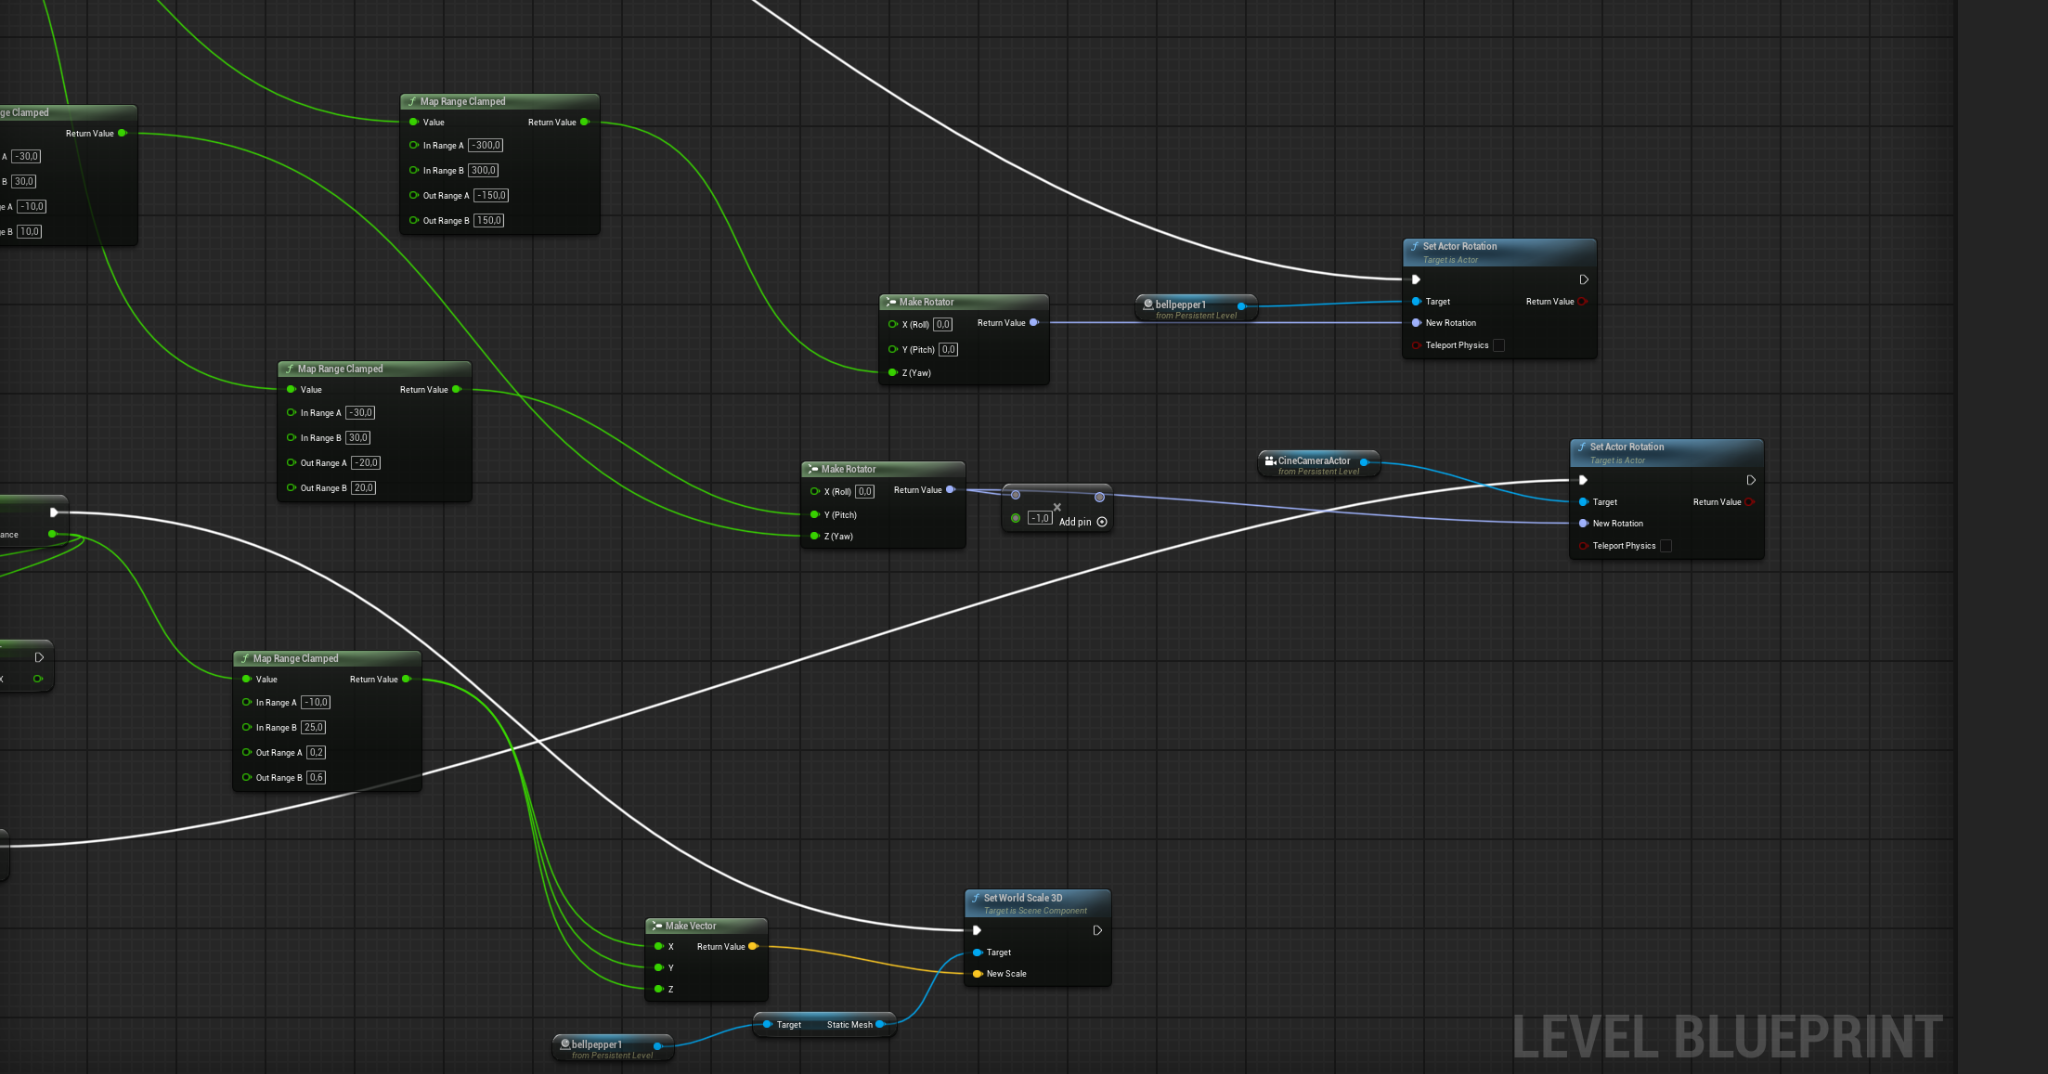 ge Clamped
Return Value
A -30,0
B 30,0
ge A -10,0
ge B 10,0
Map Range Clamped
Value Return Value
In Range A -300,0
In Range B 300,0
Out Range A -150,0
Out Range B 150,0
Set Actor Rotation
Target is Actor
Target Return Value
New Rotation
Teleport Physics
bellpepper1
from Persistent Level
Make Rotator
X (Roll) 0,0 Return Value
Y (Pitch) 0,0
Z (Yaw)
Map Range Clamped
Value Return Value
In Range A -30,0
In Range B 30,0
Out Range A -20,0
Out Range B 20,0
Make Rotator
X (Roll) 0,0 Return Value
Y (Pitch)
Z (Yaw)
-1,0 Add pin
CineCameraActor
from Persistent Level
Set Actor Rotation
Target is Actor
Target Return Value
New Rotation
Teleport Physics
ance
X
Map Range Clamped
Value Return Value
In Range A -10,0
In Range B 25,0
Out Range A 0,2
Out Range B 0,6
Make Vector
X Return Value
Y
Z
Set World Scale 3D
Target is Scene Component
Target
New Scale
Target Static Mesh
bellpepper1
from Persistent Level
LEVEL BLUEPRINT